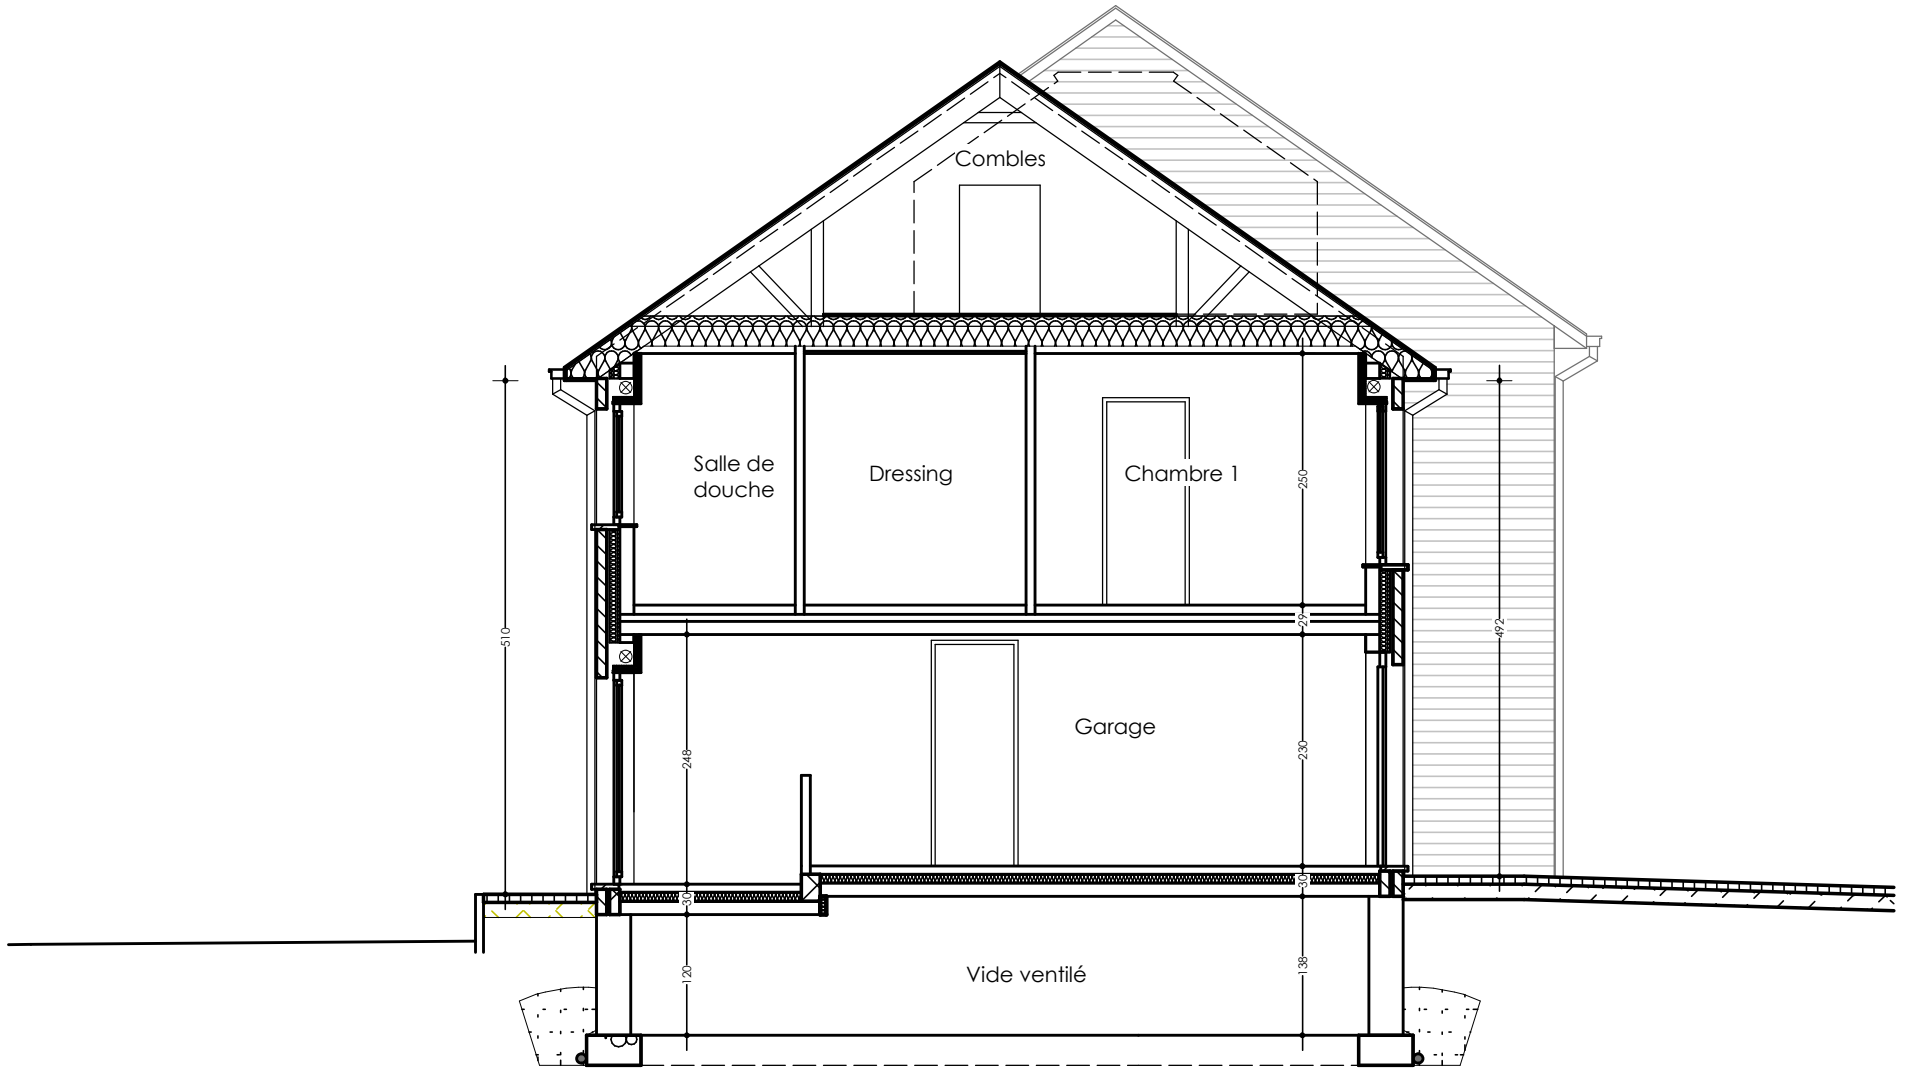 Combles
Salle de
douche
Dressing
Chambre 1
250
510
492
29
Garage
248
230
30
30
120
138
Vide ventilé